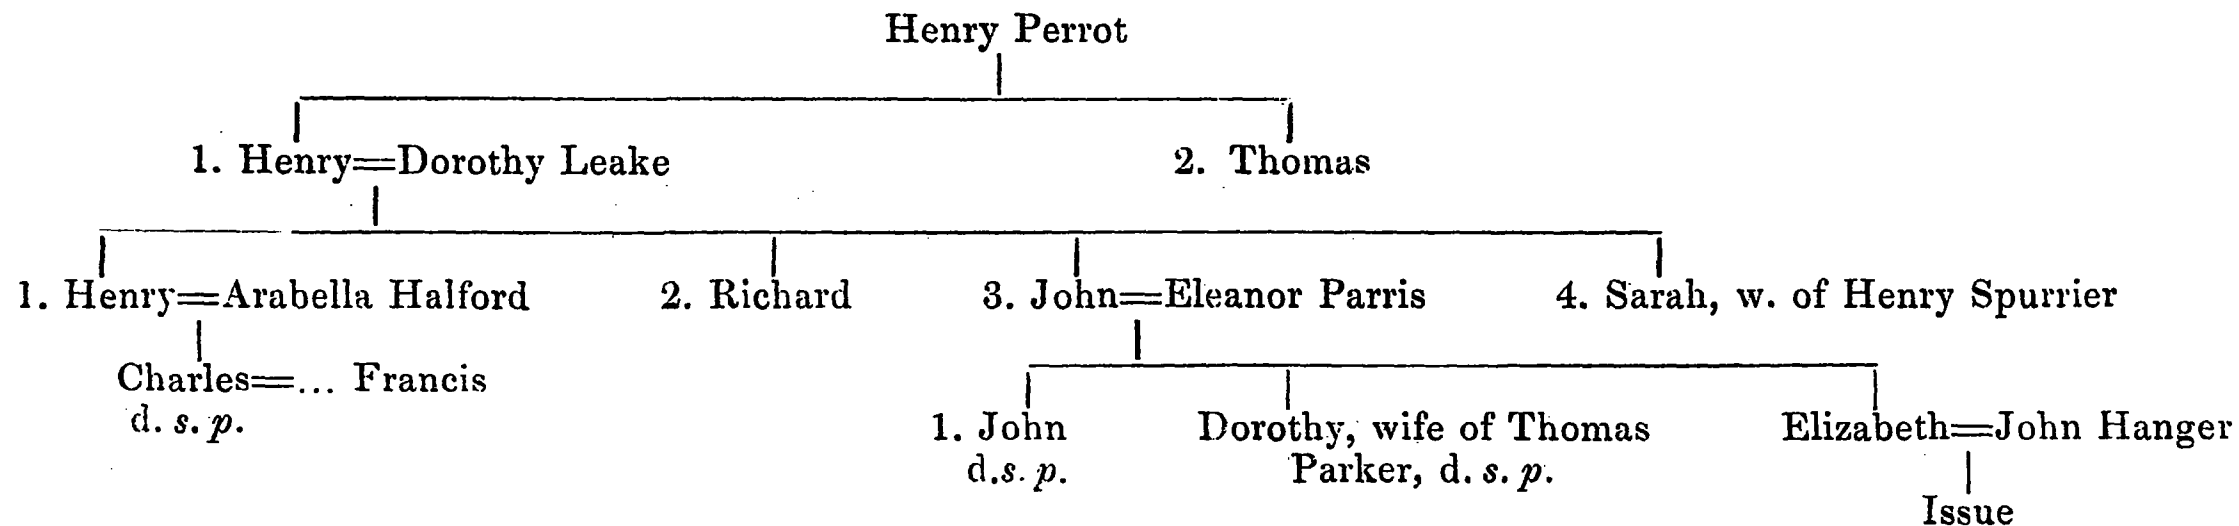 Henry Perrot
1. Henry=Dorothy Leake 2. Thomas
1. Henry=Arabella Halford 2. Richard 3. John=Eleanor Parris 4. Sarah, w. of Henry Spurrier
Charles=... Francis
d. s. p.
1. John Dorothy, wife of Thomas Elizabeth=John Hanger
d.s. p. Parker, d. s. p.
Issue